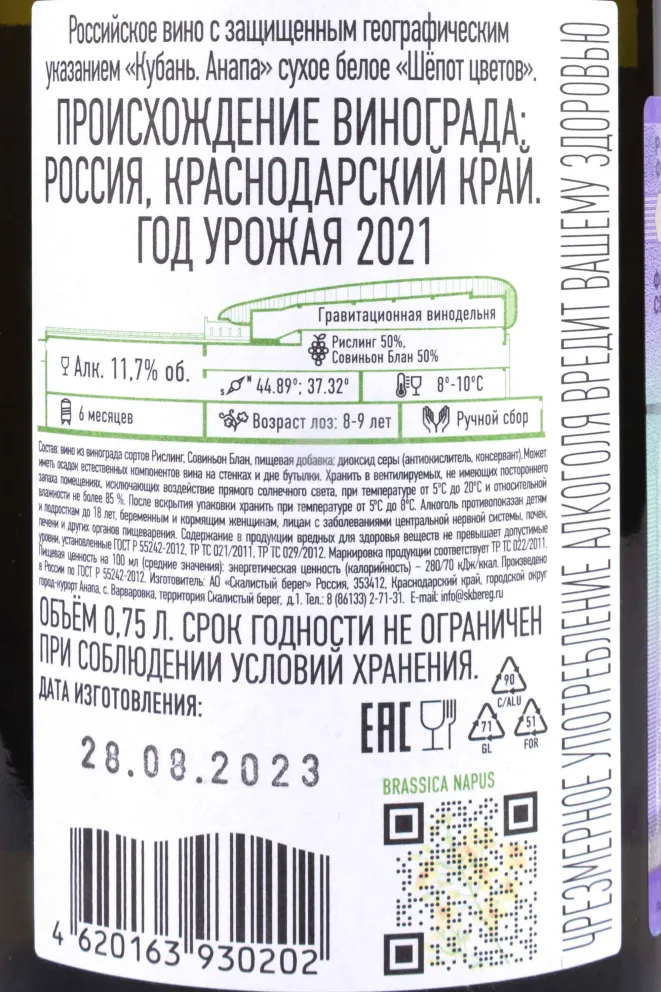 Российское вино с защищенным географическим
указанием «Кубань. Анапа» сухое белое «Шёпот цветов».
ПРОИСХОЖДЕНИЕ ВИНОГРАДА:
РОССИЯ, КРАСНОДАРСКИЙ КРАЙ.
ГОД УРОЖАЯ 2021
Гравитационная винодельня
Рислинг 50%,
Совиньон Блан 50%
Алк. 11,7% об.
S N 44.89°; 37.32°
8°-10°C
6 месяцев
Возраст лоз: 8-9 лет
Ручной сбор
Состав: вино из винограда сортов Рислинг, Совиньон Блан, пищевая добавка: диоксид серы (антиокислитель, консервант). Может
иметь осадок естественных компонентов вина на стенках и дне бутылки. Хранить в вентилируемых, не имеющих постороннего
запаха помещениях, исключающих воздействие прямого солнечного света, при температуре от 5°C до 20°C и относительной
влажности не более 85 %. После вскрытия упаковки хранить при температуре от 5°C до 8°C. Алкоголь противопоказан детям
и подросткам до 18 лет, беременным и кормящим женщинам, лицам с заболеваниями центральной нервной системы, почек,
печени и других органов пищеварения. Содержание в продукции вредных для здоровья веществ не превышает допустимые
уровни, установленные ГОСТ Р 55242-2012, ТР ТС 021/2011, ТР ТС 029/2012. Маркировка продукции соответствует ТР ТС 022/2011.
Пищевая ценность на 100 мл (средние значения): энергетическая ценность (калорийность) – 280/70 кДж/ккал. Произведено
в России по ГОСТ Р 55242-2012. Изготовитель: АО «Скалистый берег» Россия, 353412, Краснодарский край, городской округ
город-курорт Анапа, с. Варваровка, территория Скалистый берег, д.1. Тел.: 8 (86133) 2-71-31. E-mail: info@skbereg.ru
ОБЪЁМ 0,75 Л. СРОК ГОДНОСТИ НЕ ОГРАНИЧЕН
ПРИ СОБЛЮДЕНИИ УСЛОВИЙ ХРАНЕНИЯ.
ДАТА ИЗГОТОВЛЕНИЯ:
28.08.2023
EAC
90
C/ALU
71
GL
51
FOR
BRASSICA NAPUS
4 620163 930202
ЧРЕЗМЕРНОЕ УПОТРЕБЛЕНИЕ АЛКОГОЛЯ ВРЕДИТ ВАШЕМУ ЗДОРОВЬЮ